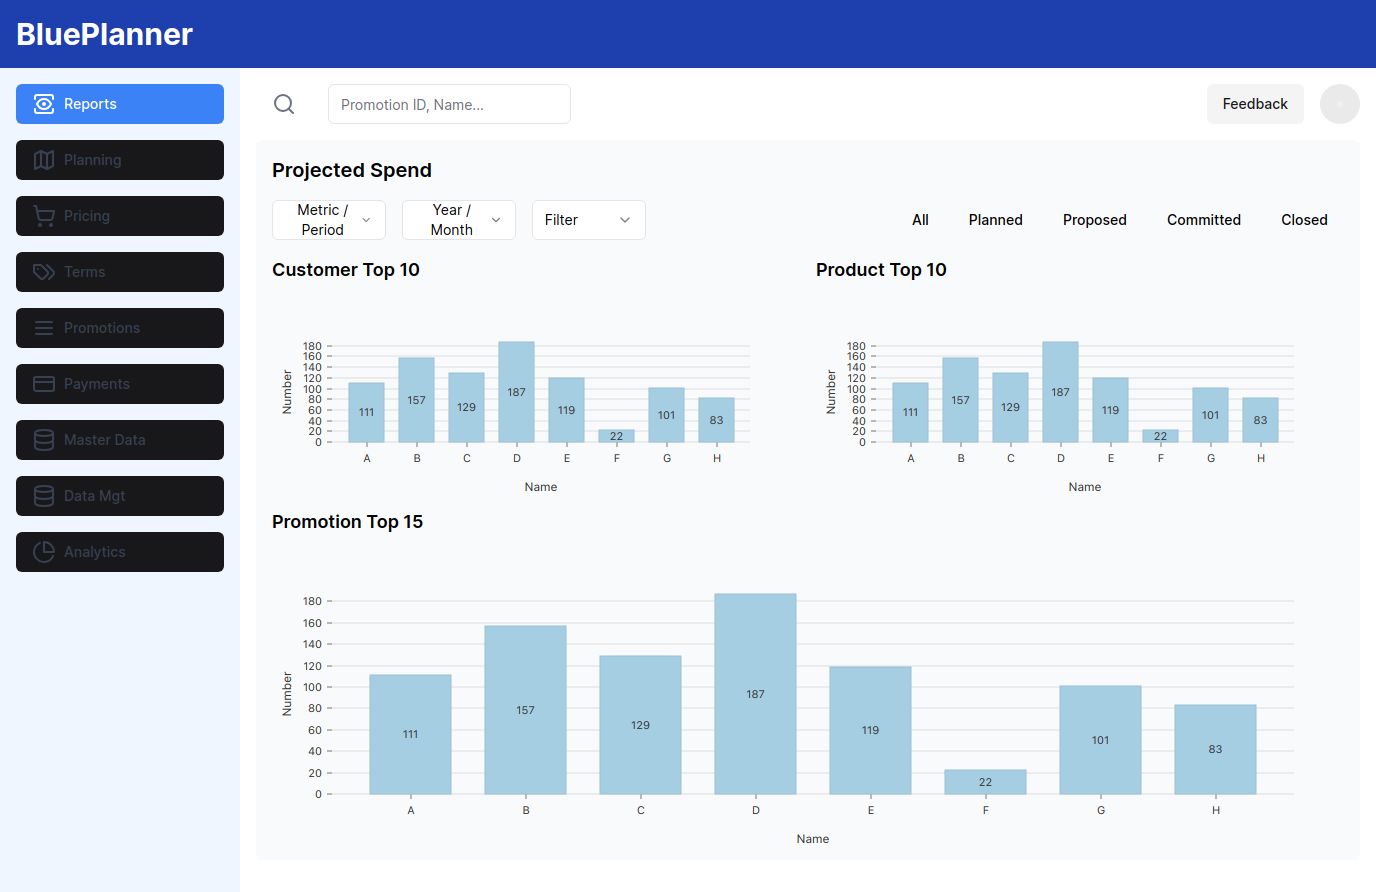 BluePlanner
Reports
Planning
Pricing
Terms
Promotions
Payments
Master Data
Data Mgt
Analytics
Promotion ID, Name...
Feedback
Projected Spend
Metric /
Period
Year /
Month
Filter
All
Planned
Proposed
Committed
Closed
Customer Top 10
180
160
140
120
100
80
60
40
20
0
Number
111
157
129
187
119
22
101
83
A B C D E F G H
Name
Product Top 10
180
160
140
120
100
80
60
40
20
0
Number
111
157
129
187
119
22
101
83
A B C D E F G H
Name
Promotion Top 15
180
160
140
120
100
80
60
40
20
0
Number
111
157
129
187
119
22
101
83
A B C D E F G H
Name